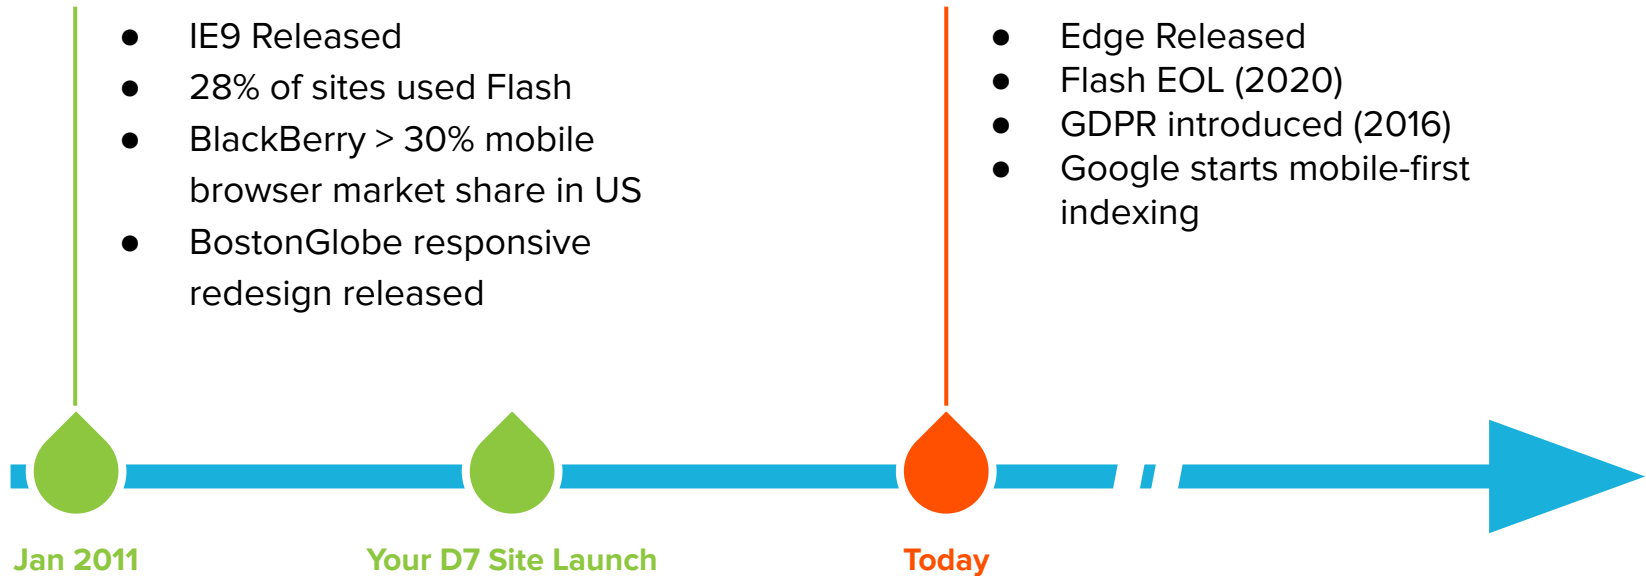 ● IE9 Released
● 28% of sites used Flash
● BlackBerry > 30% mobile
browser market share in US
● BostonGlobe responsive
redesign released
● Edge Released
● Flash EOL (2020)
● GDPR introduced (2016)
● Google starts mobile-first
indexing
Jan 2011
Your D7 Site Launch
Today